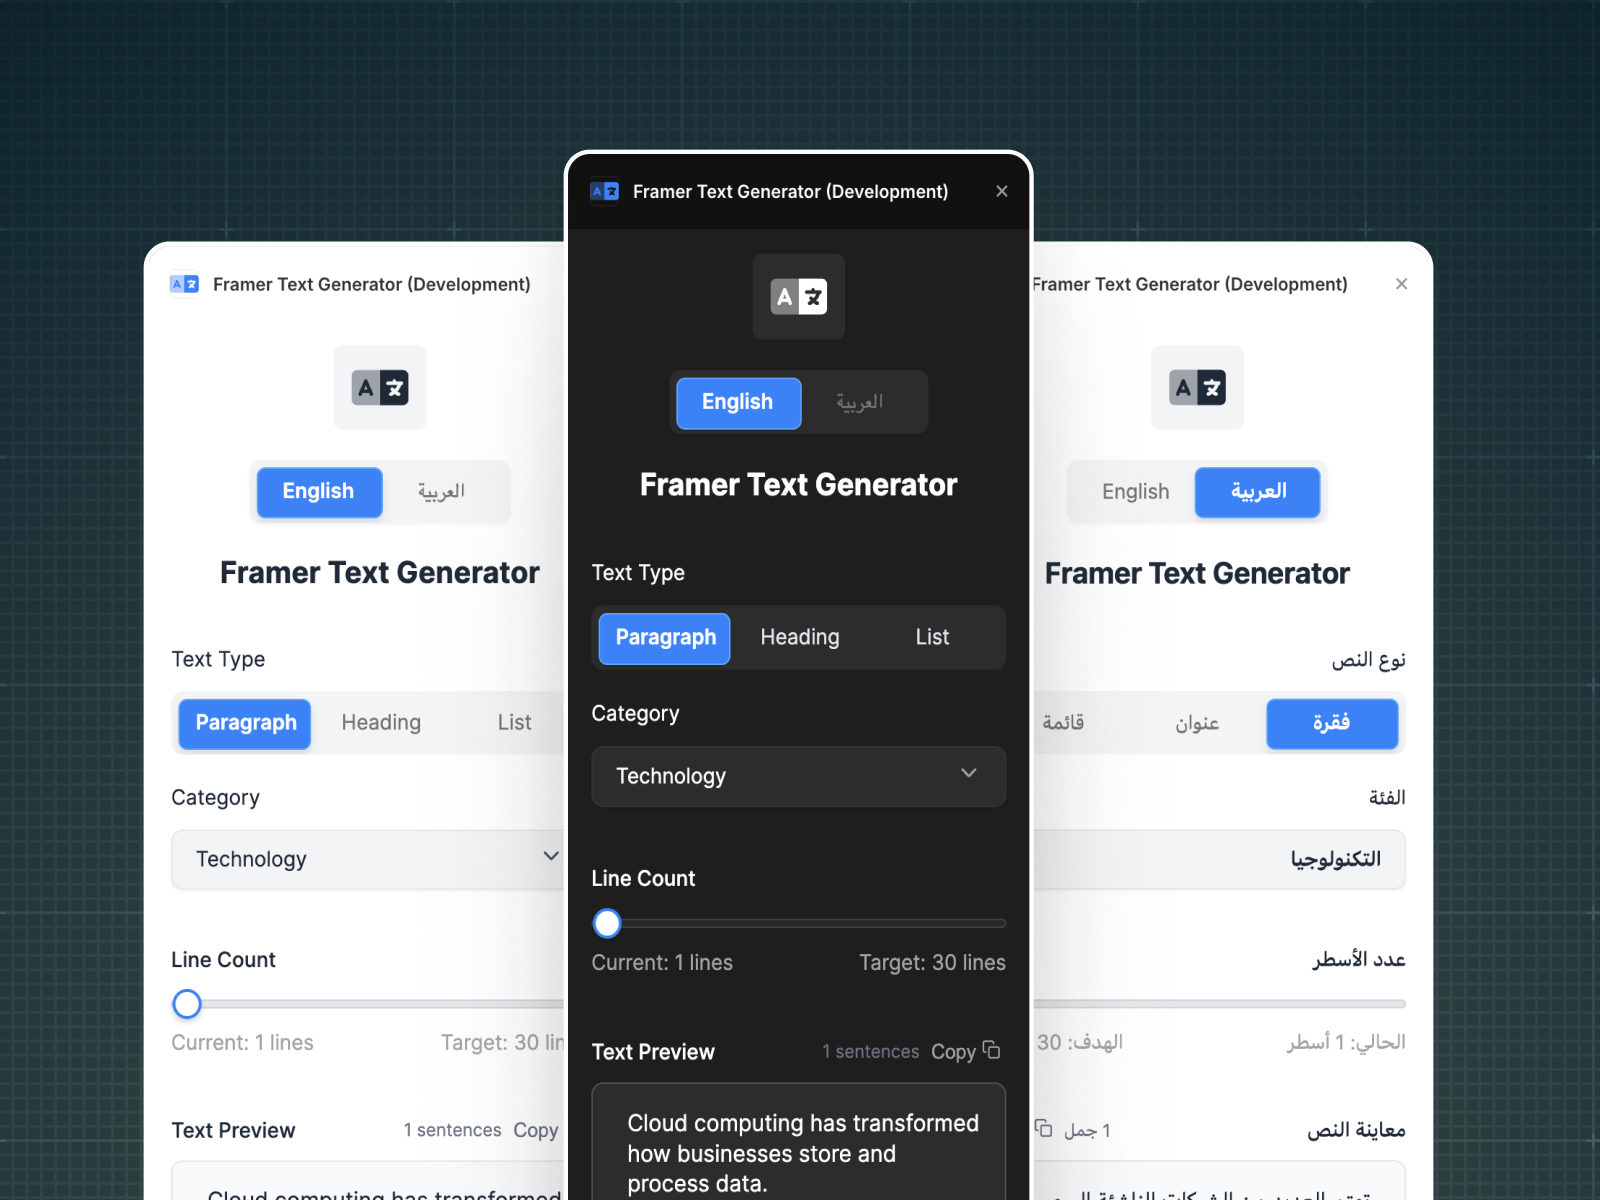 Framer Text Generator (Development)
A
English العربية
Framer Text Generator
Text Type
Paragraph Heading List
Category
Technology
Line Count
Current: 1 lines Target: 30 lin
Text Preview 1 sentences Copy
Cloud computing has transformed
Framer Text Generator (Development)
A
English العربية
Framer Text Generator
Text Type
Paragraph Heading List
Category
Technology
Line Count
Current: 1 lines Target: 30 lines
Text Preview 1 sentences Copy
Cloud computing has transformed
how businesses store and
process data.
Framer Text Generator (Development)
A
English العربية
Framer Text Generator
نوع النص
فقرة عنوان قائمة
الفئة
التكنولوجيا
عدد الأسطر
الحالي: 1 أسطر الهدف: 30
معاينة النص 1 جمل